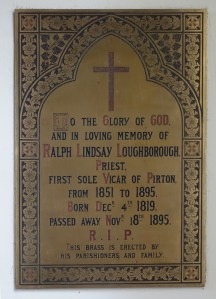 To the Glory of God,
and in loving memory of
Ralph Lindsay Loughborough,
Priest,
First sole Vicar of Pirton,
from 1851 to 1895.
Born Decr 4th 1819,
passed away Novr 18th 1895.
R.I.P.
This brass is erected by
his parishioners and family.